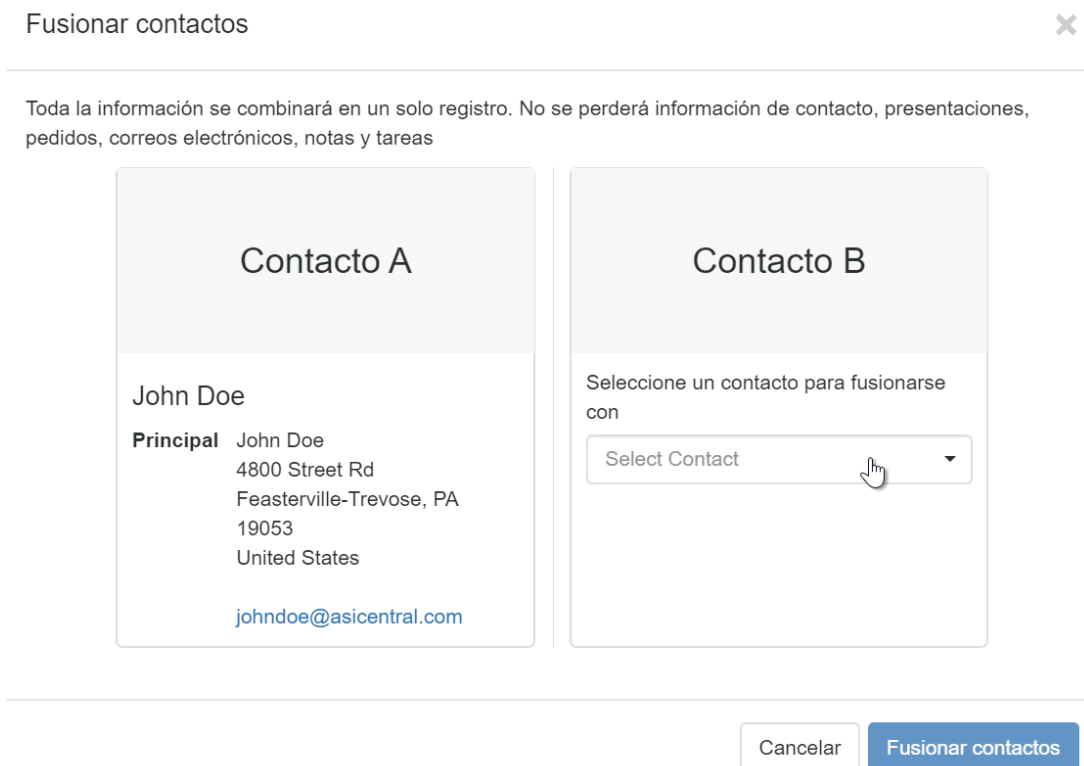 Fusionar contactos
Toda la información se combinará en un solo registro. No se perderá información de contacto, presentaciones,
pedidos, correos electrónicos, notas y tareas
Contacto A
John Doe
Principal John Doe
4800 Street Rd
Feasterville-Trevose, PA
19053
United States
johndoe@asicentral.com
Contacto B
Seleccione un contacto para fusionarse
con
Select Contact
Cancelar
Fusionar contactos